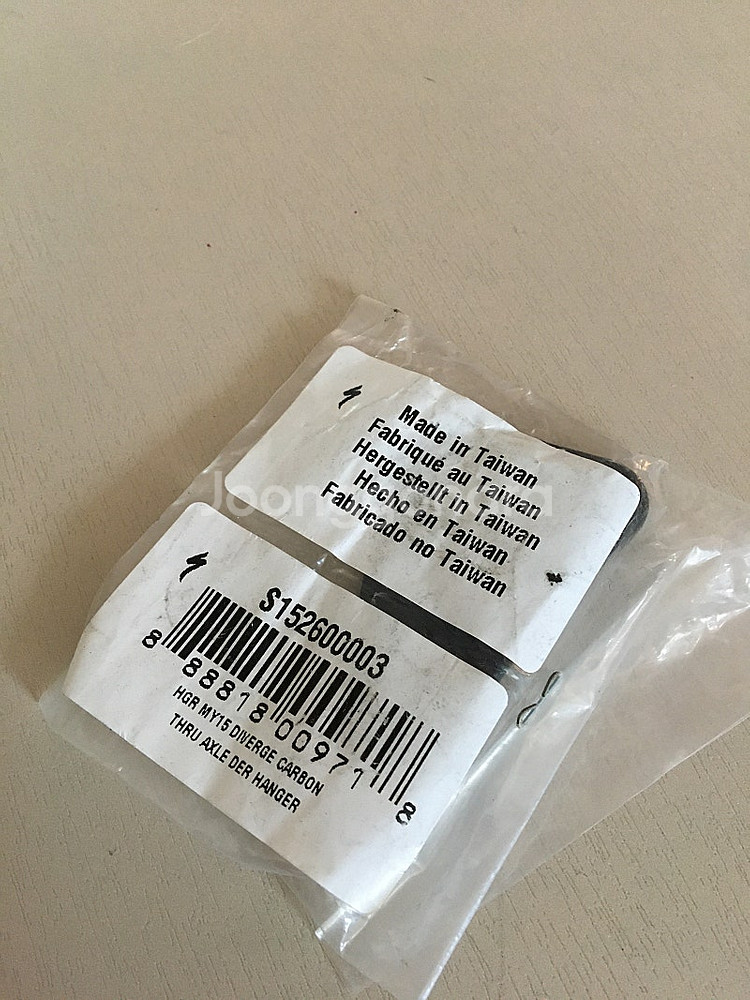 Made in Taiwan
Fabriqué au Taiwan
Hergestellt in Taiwan
Hecho en Taiwan
Fabricado no Taiwan
S152600003
8 88818 00971 8
HGR MY15 DIVERGE CARBON
THRU AXLE DER HANGER